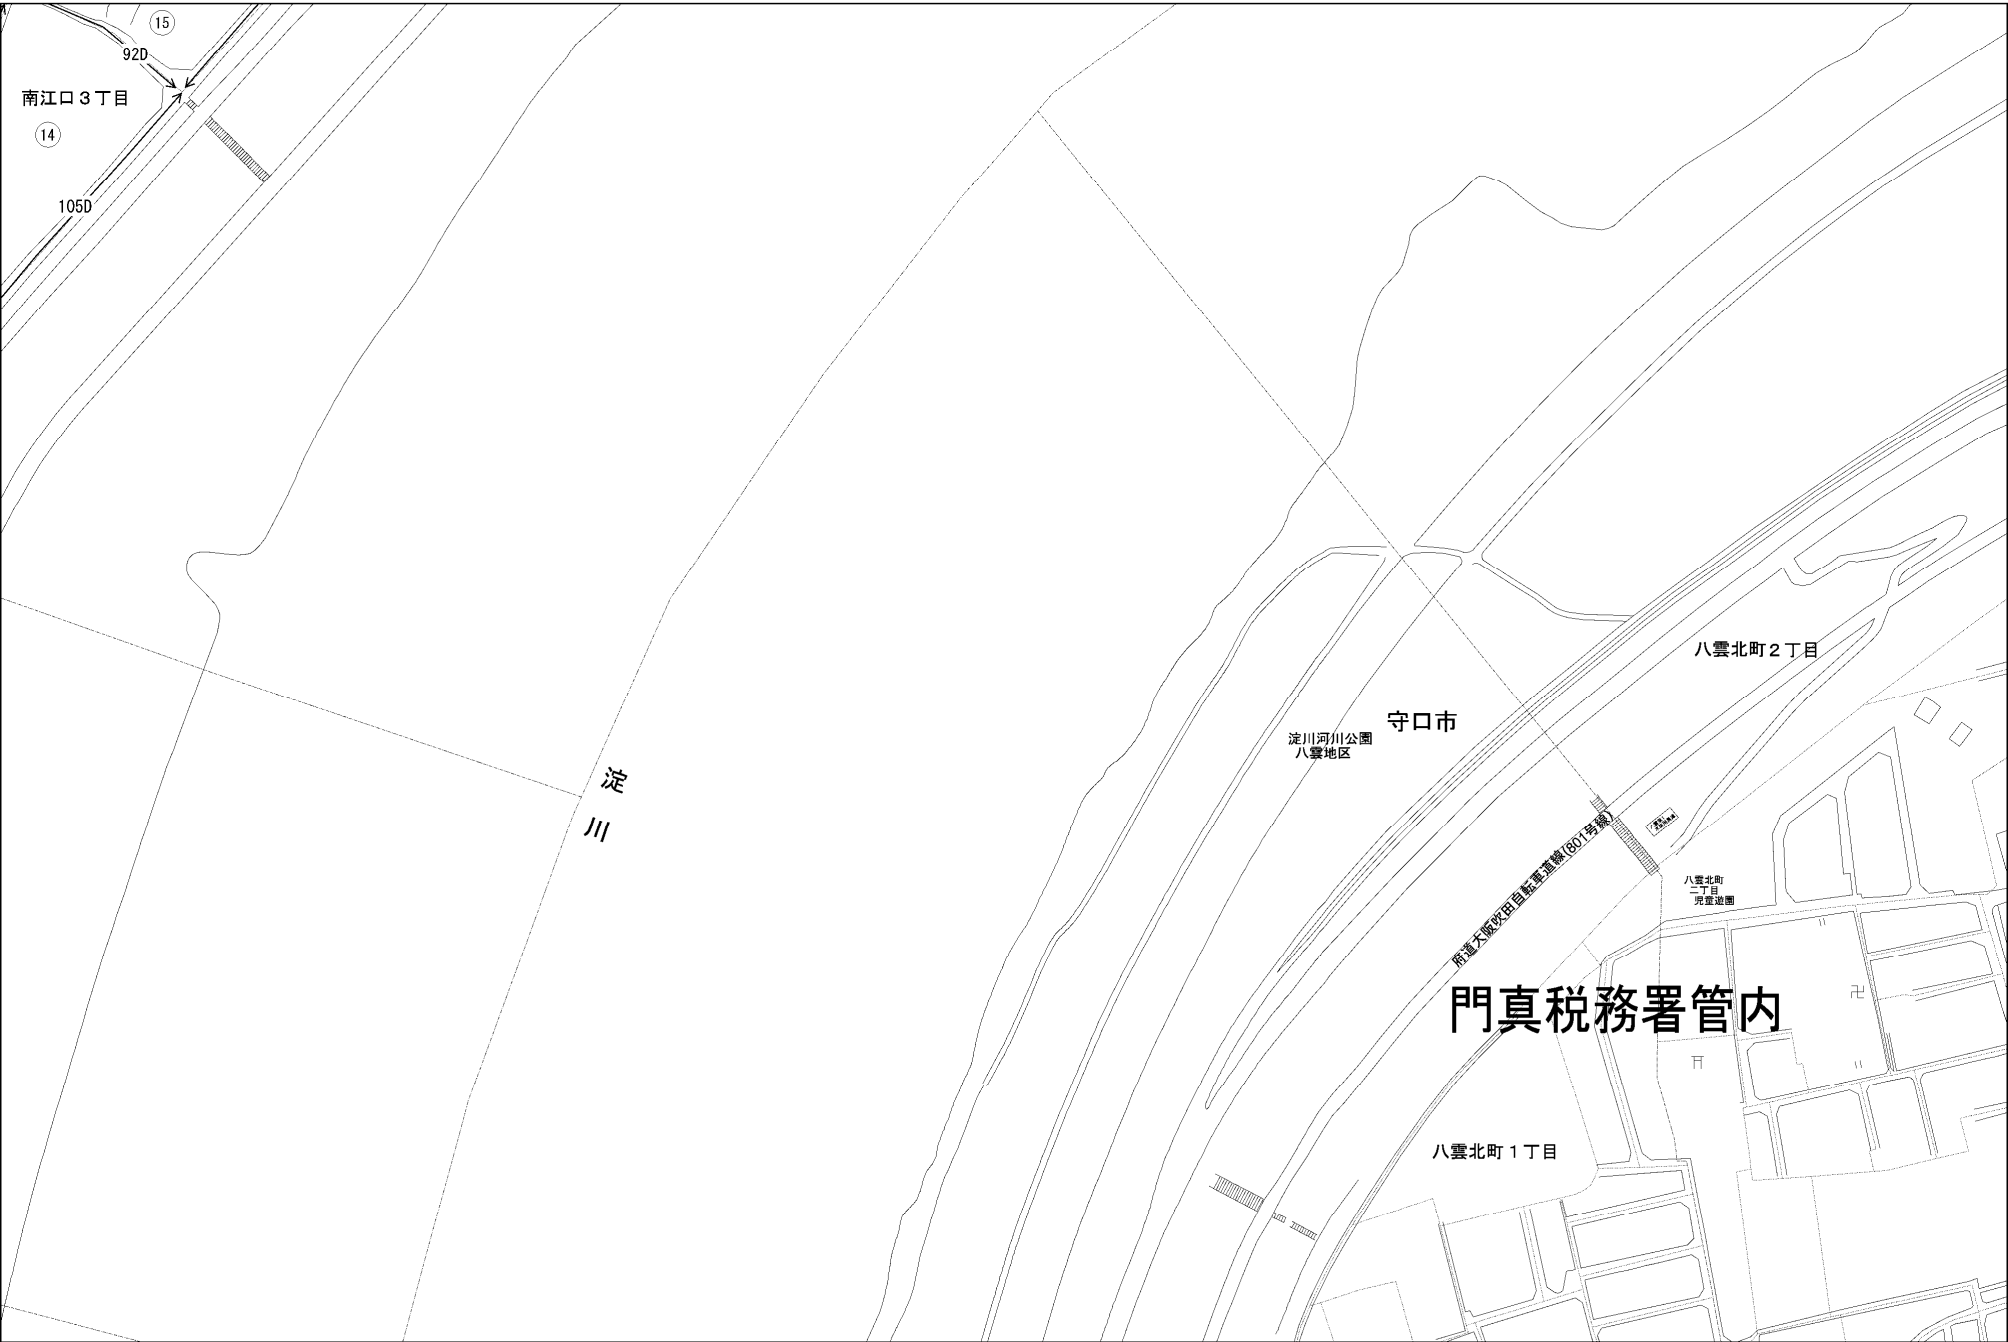 15
92D
南江口3丁目
14
105D
八雲北町2丁目
守口市
淀川河川公園
八雲地区
淀川
府道大阪吹田自転車道線(801号線)
八雲北町
二丁目
児童遊園
門真税務署管内
八雲北町1丁目